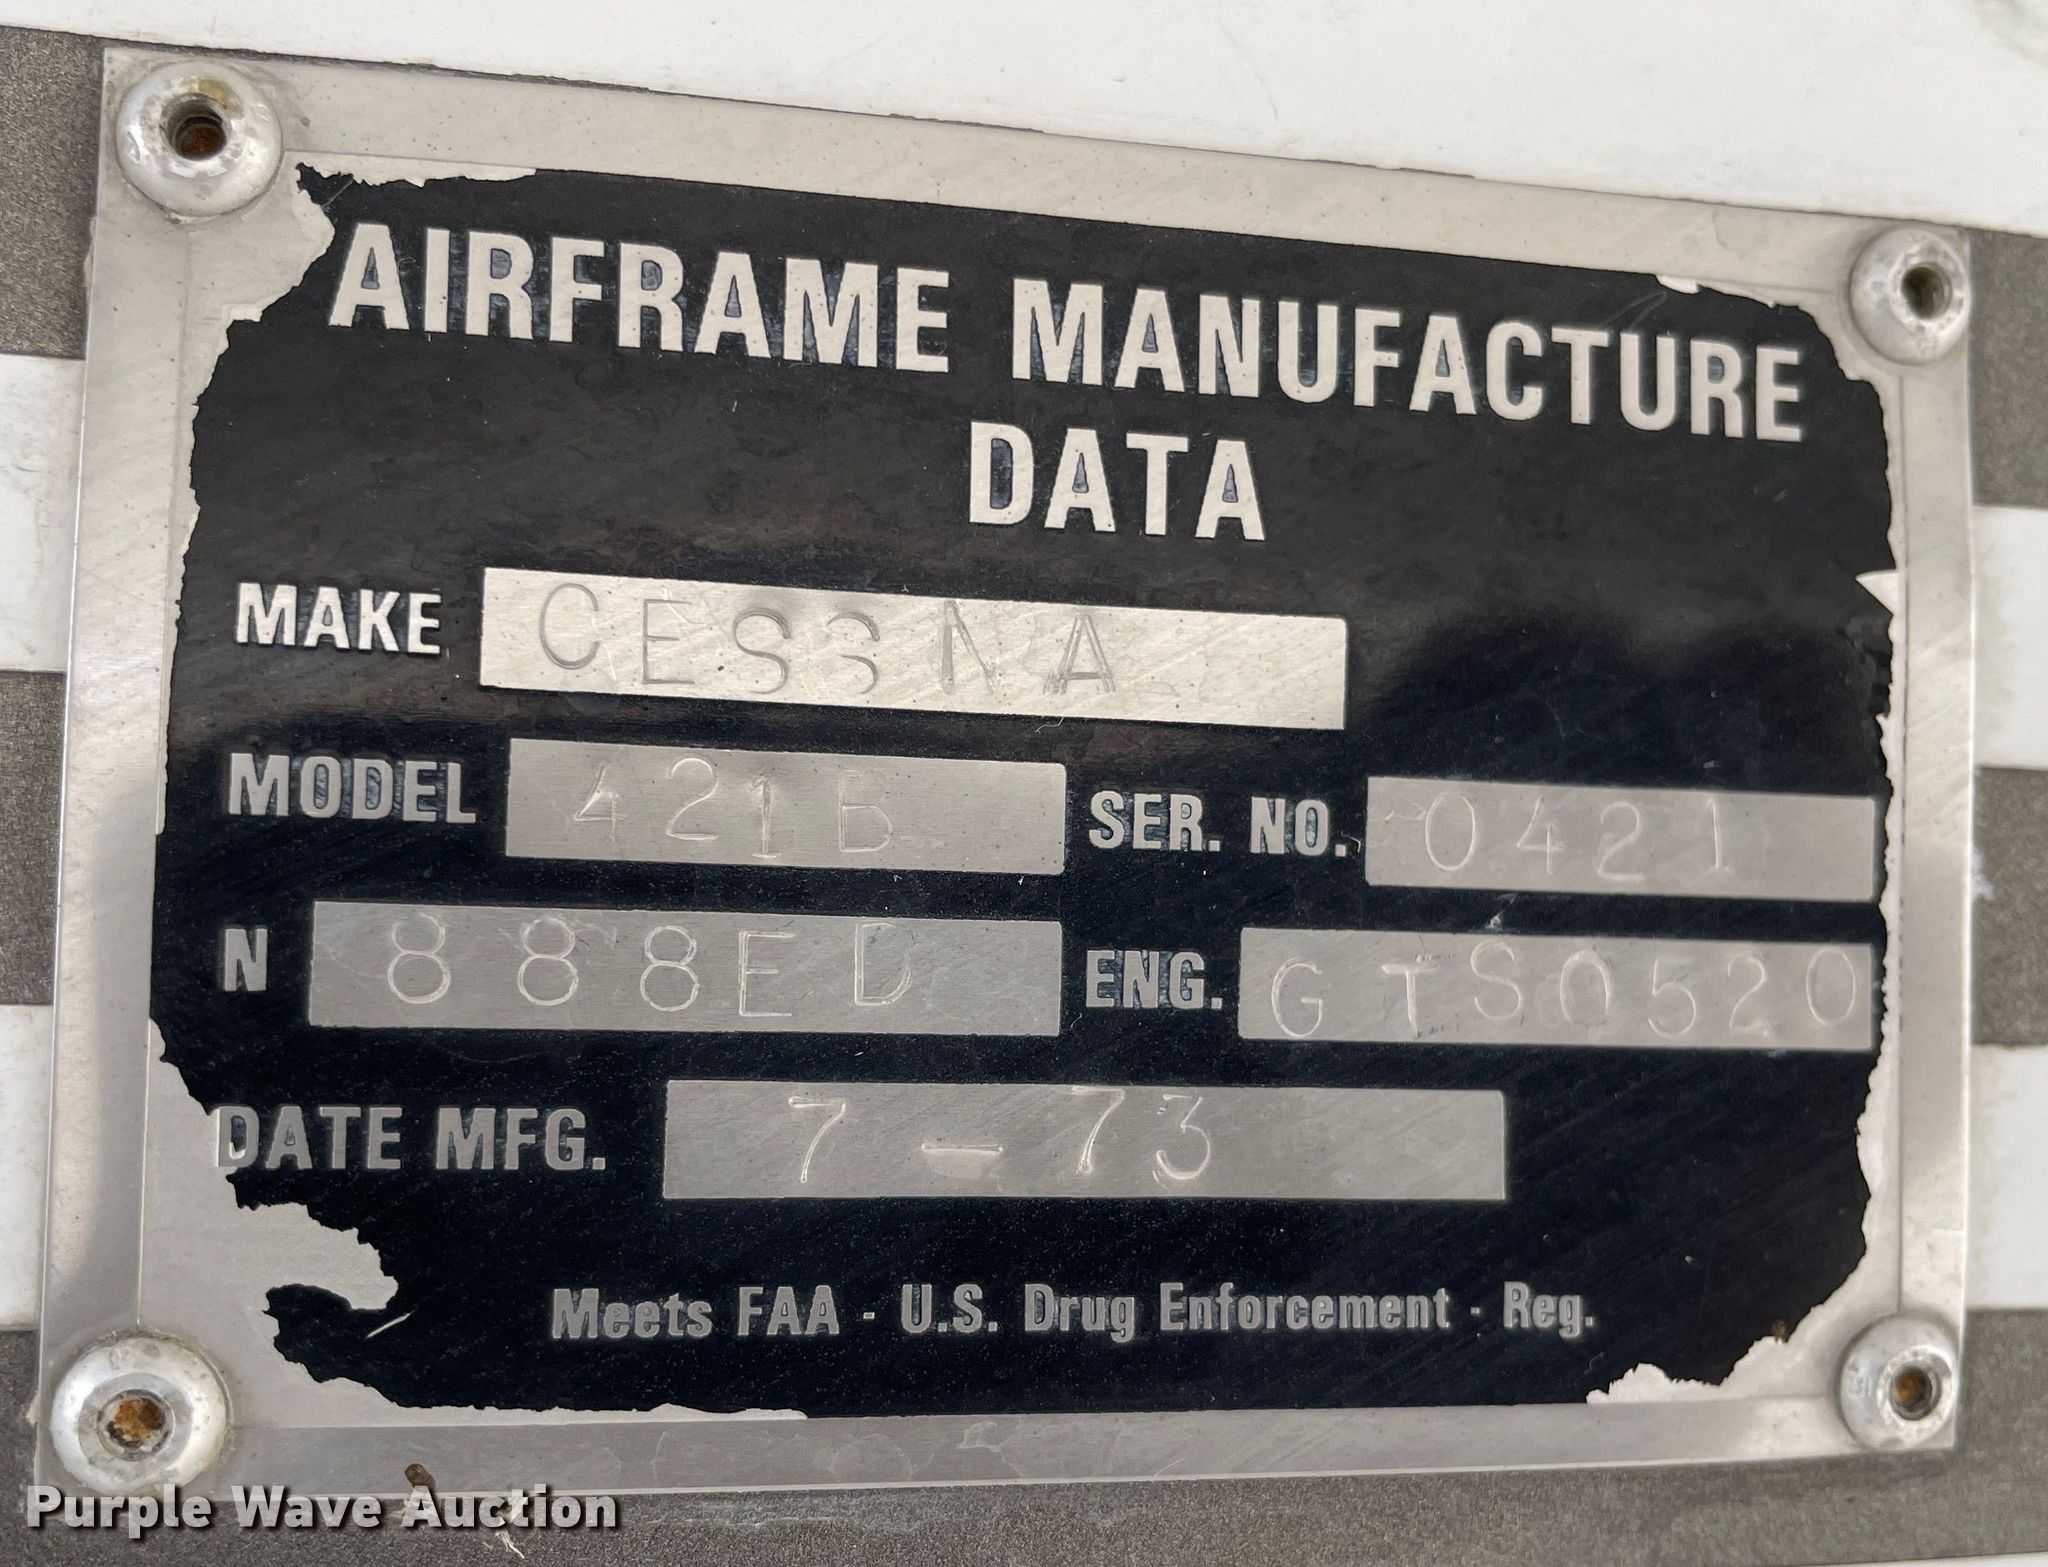 AIRFRAME MANUFACTURE
DATA
MAKE CESSNA
MODEL 421B SER. NO. 0421
N 888ED ENG. GTSO520
DATE MFG. 7-73
Meets FAA - U.S. Drug Enforcement - Reg.
Purple Wave Auction